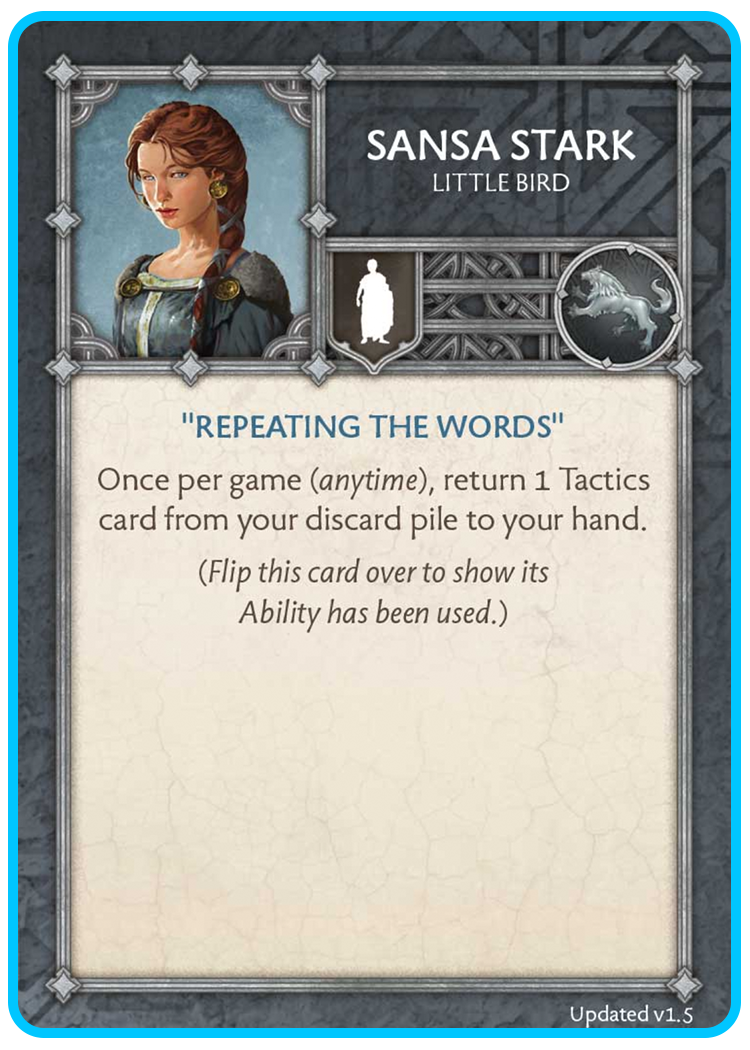 SANSA STARK
LITTLE BIRD
"REPEATING THE WORDS"
Once per game (anytime), return 1 Tactics
card from your discard pile to your hand.
(Flip this card over to show its
Ability has been used.)
Updated v1.5